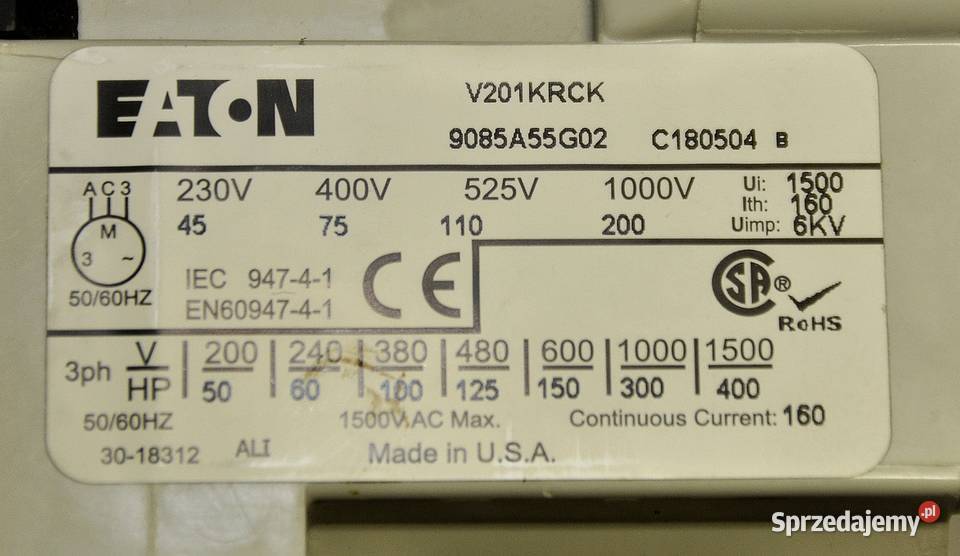 EATON
V201KRCK
9085A55G02 C180504 B
AC3 230V 400V 525V 1000V Ui: 1500
45 75 110 200 Ith: 160
Uimp: 6KV
M
3 ~
50/60HZ
IEC 947-4-1
EN60947-4-1
CE
SA®
RoHS
3ph V 200 240 380 480 600 1000 1500
HP 50 60 100 125 150 300 400
50/60HZ 1500V AC Max. Continuous Current: 160
30-18312 ALI Made in U.S.A.
Sprzedajemy.pl